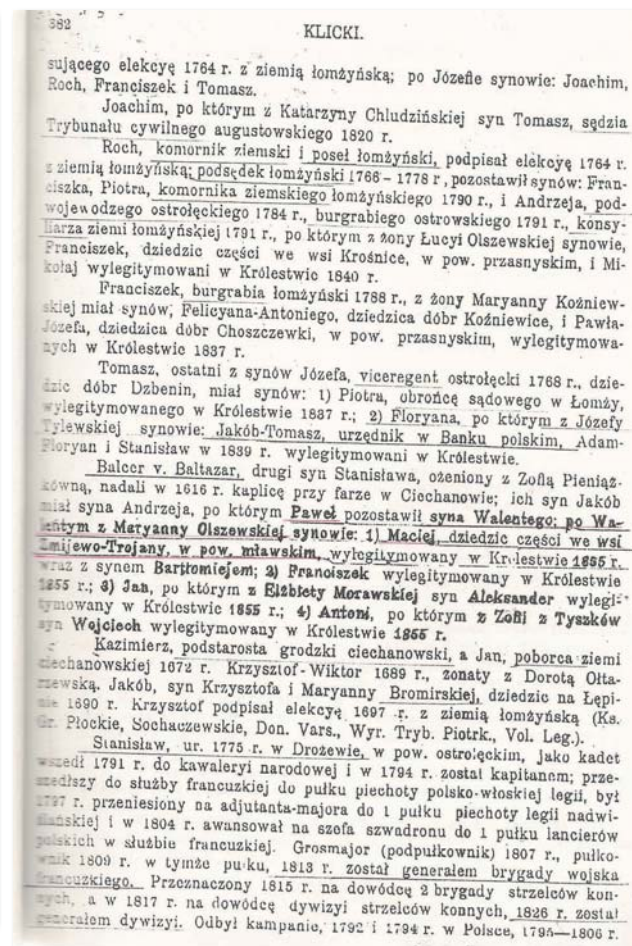 382
KLICKI.
sującego elekcyę 1764 r. z ziemią łomżyńską; po Józefie synowie: Joachim,
Roch, Franciszek i Tomasz.
Joachim, po którym z Katarzyny Chludzińskiej syn Tomasz, sędzia
Trybunału cywilnego augustowskiego 1820 r.
Roch, komornik ziemski i poseł łomżyński, podpisał elekcyę 1764 r.
z ziemią łomżyńską; podsędek łomżyński 1766-1778 r, pozostawił synów: Fran-
ciszka, Piotra, komornika ziemskiego łomżyńskiego 1790 r., i Andrzeja, pod-
wojewodzego ostrołęckiego 1784 r., burgrabiego ostrowskiego 1791 r., konsy-
liarza ziemi łomżyńskiej 1791 r., po którym z żony Łucyi Olszewskiej synowie,
Franciszek, dziedzic części we wsi Krośnice, w pow. przasnyskim, i Mi-
kołaj wylegitymowani w Królestwie 1840 r.
Franciszek, burgrabia łomżyński 1788 r., z żony Maryanny Koźniew-
skiej miał synów; Felicyana-Antoniego, dziedzica dóbr Koźniewice, i Pawła-
Józefa, dziedzica dóbr Choszczewki, w pow. przasnyskim, wylegitymowa-
nych w Królestwie 1837 r.
Tomasz, ostatni z synów Józefa, viceregent ostrołęcki 1768 r., dzie-
dzic dóbr Dzbenin, miał synów: 1) Piotra, obrońcę sądowego w Łomży,
wylegitymowanego w Królestwie 1837 r.; 2) Floryana, po którym z Józefy
Tylewskiej synowie: Jakób-Tomasz, urzędnik w Banku polskim, Adam-
Floryan i Stanisław w 1839 r. wylegitymowani w Królestwie.
Balcer v. Baltazar, drugi syn Stanisława, ożeniony z Zofią Pieniąż-
kówną, nadali w 1616 r. kaplicę przy farze w Ciechanowie; ich syn Jakób
miał syna Andrzeja, po którym Paweł pozostawił syna Walentego; po Wa-
lentym z Maryanny Olszewskiej synowie: 1) Maciej, dziedzic części we wsi
Żmijewo-Trojany, w pow. mławskim, wylegitymowany w Królestwie 1855 r.
wraz z synem Bartłomiejem; 2) Franciszek wylegitymowany w Królestwie
1855 r.; 3) Jan, po którym z Elżbiety Morawskiej syn Aleksander wylegi-
tymowany w Królestwie 1855 r.; 4) Antoni, po którym z Zofii z Tyszków
syn Wojciech wylegitymowany w Królestwie 1855 r.
Kazimierz, podstarosta grodzki ciechanowski, a Jan, poborca ziemi
ciechanowskiej 1672 r. Krzysztof-Wiktor 1689 r., żonaty z Dorotą Ołta-
rzewską. Jakób, syn Krzysztofa i Maryanny Bromirskiej, dziedzic na Łępi-
nie 1690 r. Krzysztof podpisał elekcyę 1697 r. z ziemią łomżyńską (Ks.
Gr. Płockie, Sochaczewskie, Don. Vars., Wyr. Tryb. Piotrk., Vol. Leg.).
Stanisław, ur. 1775 r. w Drożewie, w pow. ostrołęckim, jako kadet
wszedł 1791 r. do kawaleryi narodowej i w 1794 r. został kapitanem; prze-
szedłszy do służby francuzkiej do pułku piechoty polsko-włoskiej legii, był
1797 r. przeniesiony na adjutanta-majora do 1 pułku piechoty legii nadwi-
ślańskiej i w 1804 r. awansował na szefa szwadronu do 1 pułku lancierów
polskich w służbie francuzkiej. Grosmajor (podpułkownik) 1807 r., pułko-
wnik 1809 r. w tymże pułku, 1813 r. został generałem brygady wojska
francuzkiego. Przeznaczony 1815 r. na dowódcę 2 brygady strzelców kon-
nych, a w 1817 r. na dowódcę dywizyi strzelców konnych, 1826 r. został
generałem dywizyi. Odbył kampanie, 1792 i 1794 r. w Polsce, 1795—1806 r.